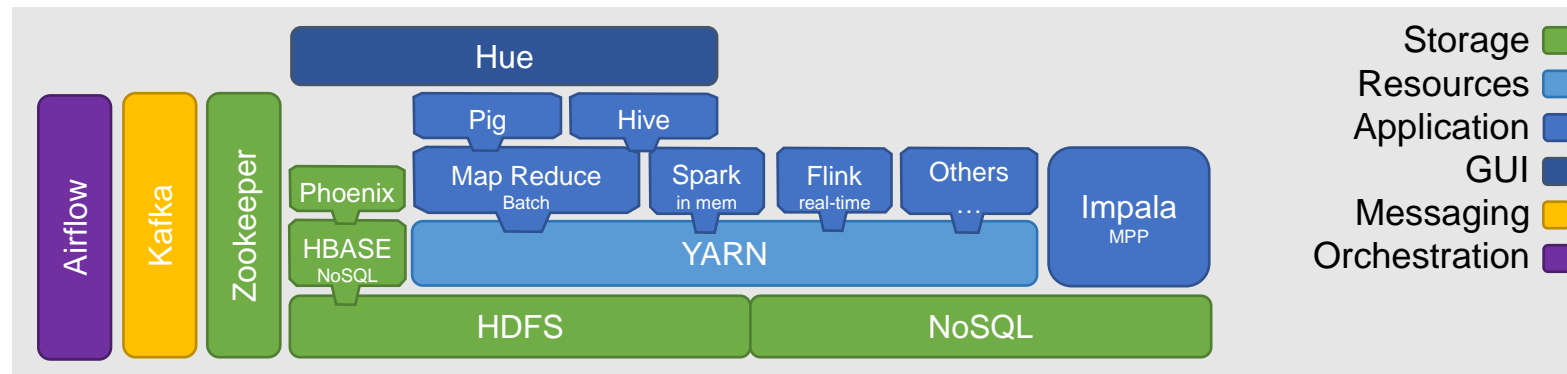 Hue
Pig
Hive
Airflow
Kafka
Zookeeper
Phoenix
Map Reduce
Batch
Spark
in mem
Flink
real-time
Others
...
Impala
MPP
HBASE
NoSQL
YARN
HDFS
NoSQL
Storage
Resources
Application
GUI
Messaging
Orchestration